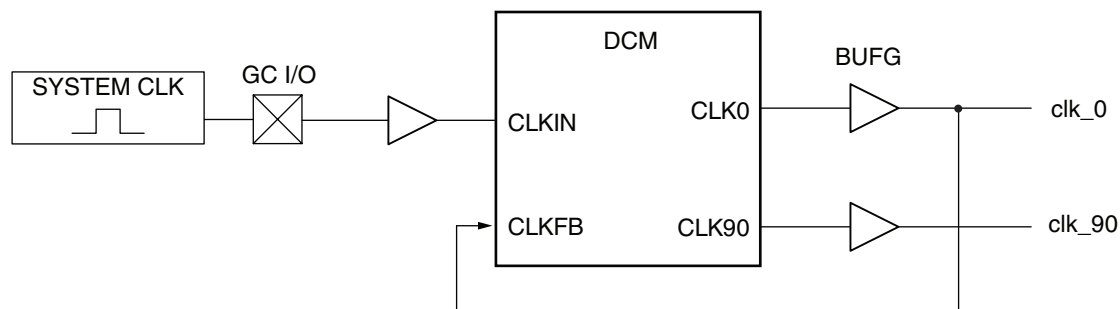 DCM
BUFG
GC I/O
SYSTEM CLK
CLK0
clk_0
CLKIN
CLKFB
CLK90
clk_90